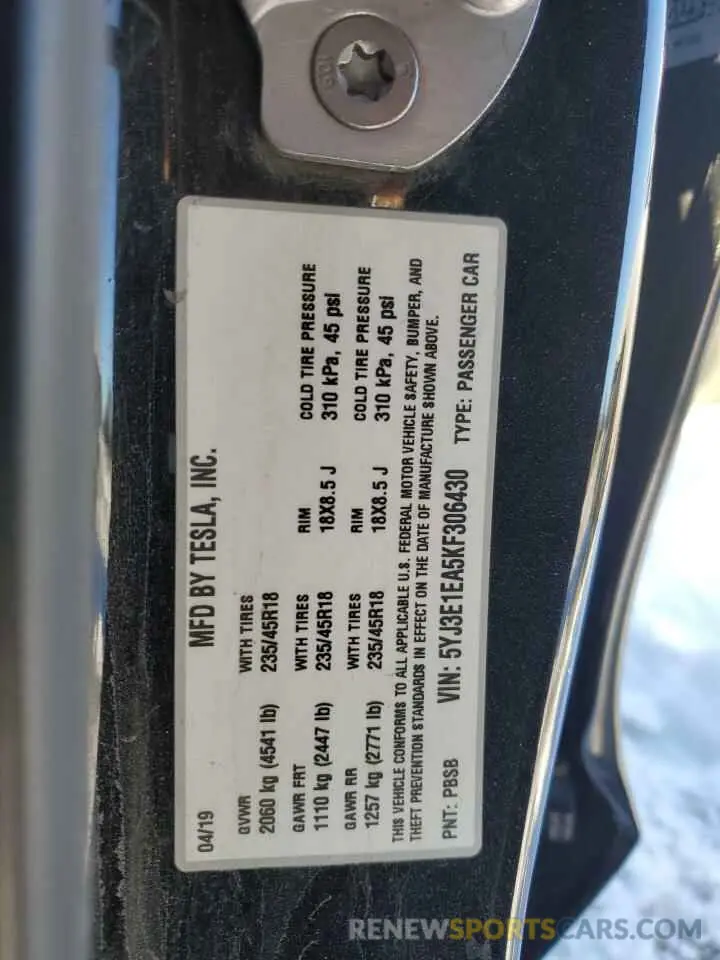 04/19 MFD BY TESLA, INC.
GVWR WITH TIRES
2060 kg (4541 lb) 235/45R18
GAWR FRT WITH TIRES RIM COLD TIRE PRESSURE
1110 kg (2447 lb) 235/45R18 18X8.5 J 310 kPa, 45 psi
GAWR RR WITH TIRES RIM COLD TIRE PRESSURE
1257 kg (2771 lb) 235/45R18 18X8.5 J 310 kPa, 45 psi
THIS VEHICLE CONFORMS TO ALL APPLICABLE U.S. FEDERAL MOTOR VEHICLE SAFETY, BUMPER, AND
THEFT PREVENTION STANDARDS IN EFFECT ON THE DATE OF MANUFACTURE SHOWN ABOVE.
PNT: PBSB VIN: 5YJ3E1EA5KF306430 TYPE: PASSENGER CAR
RENEWSPORTSCARS.COM